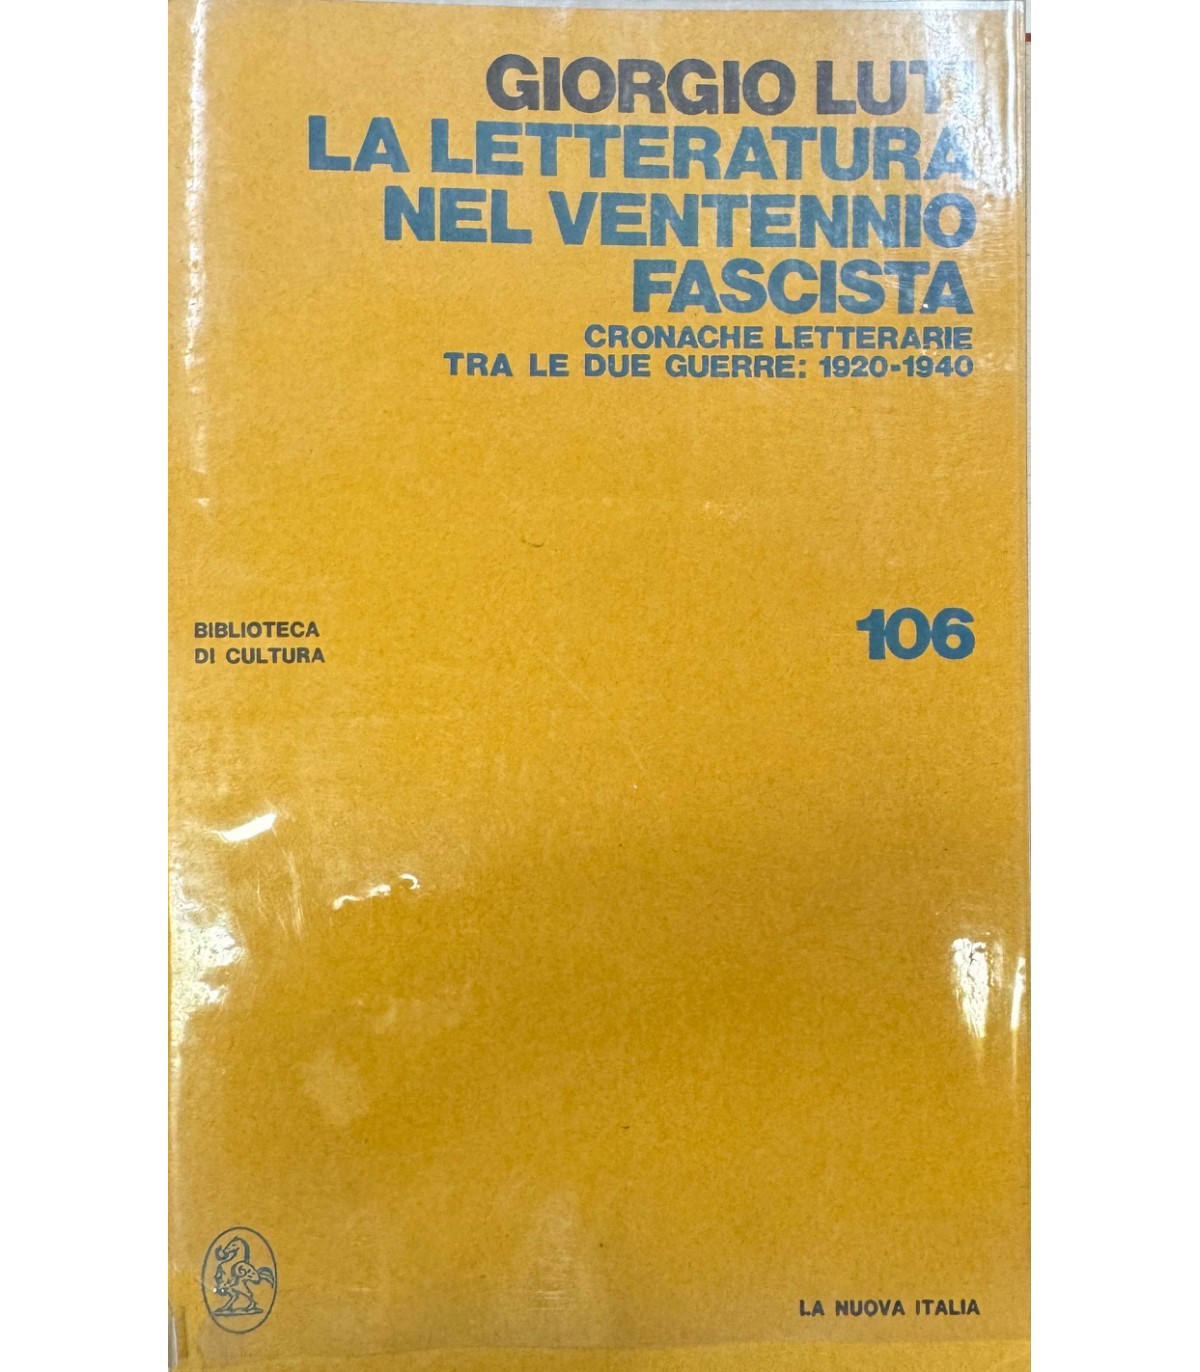 GIORGIO LUTI
LA LETTERATURA
NEL VENTENNIO
FASCISTA
CRONACHE LETTERARIE
TRA LE DUE GUERRE: 1920-1940
BIBLIOTECA
DI CULTURA
106
LA NUOVA ITALIA